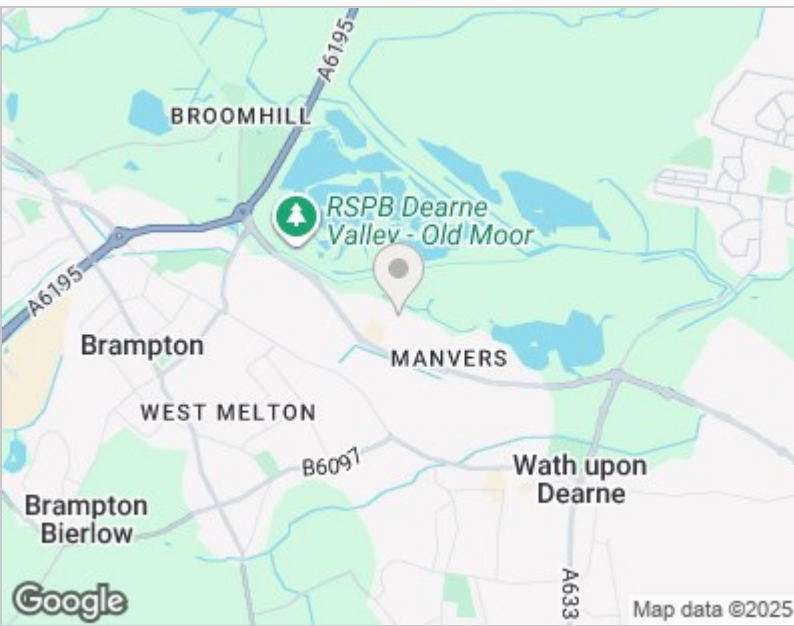 A6195
BROOMHILL
RSPB Dearne
Valley - Old Moor
A6195
Brampton
MANVERS
WEST MELTON
B6097
Wath upon
Dearne
Brampton
Bierlow
A633
Google
Map data ©2025